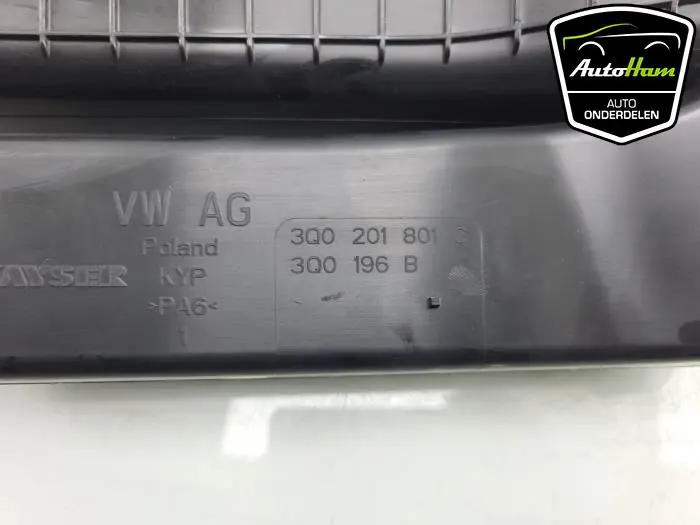 AutoHam
AUTO
ONDERDELEN
VW AG
Poland
KYP
>PA6<
1
3Q0 201 801 C
3Q0 196 B